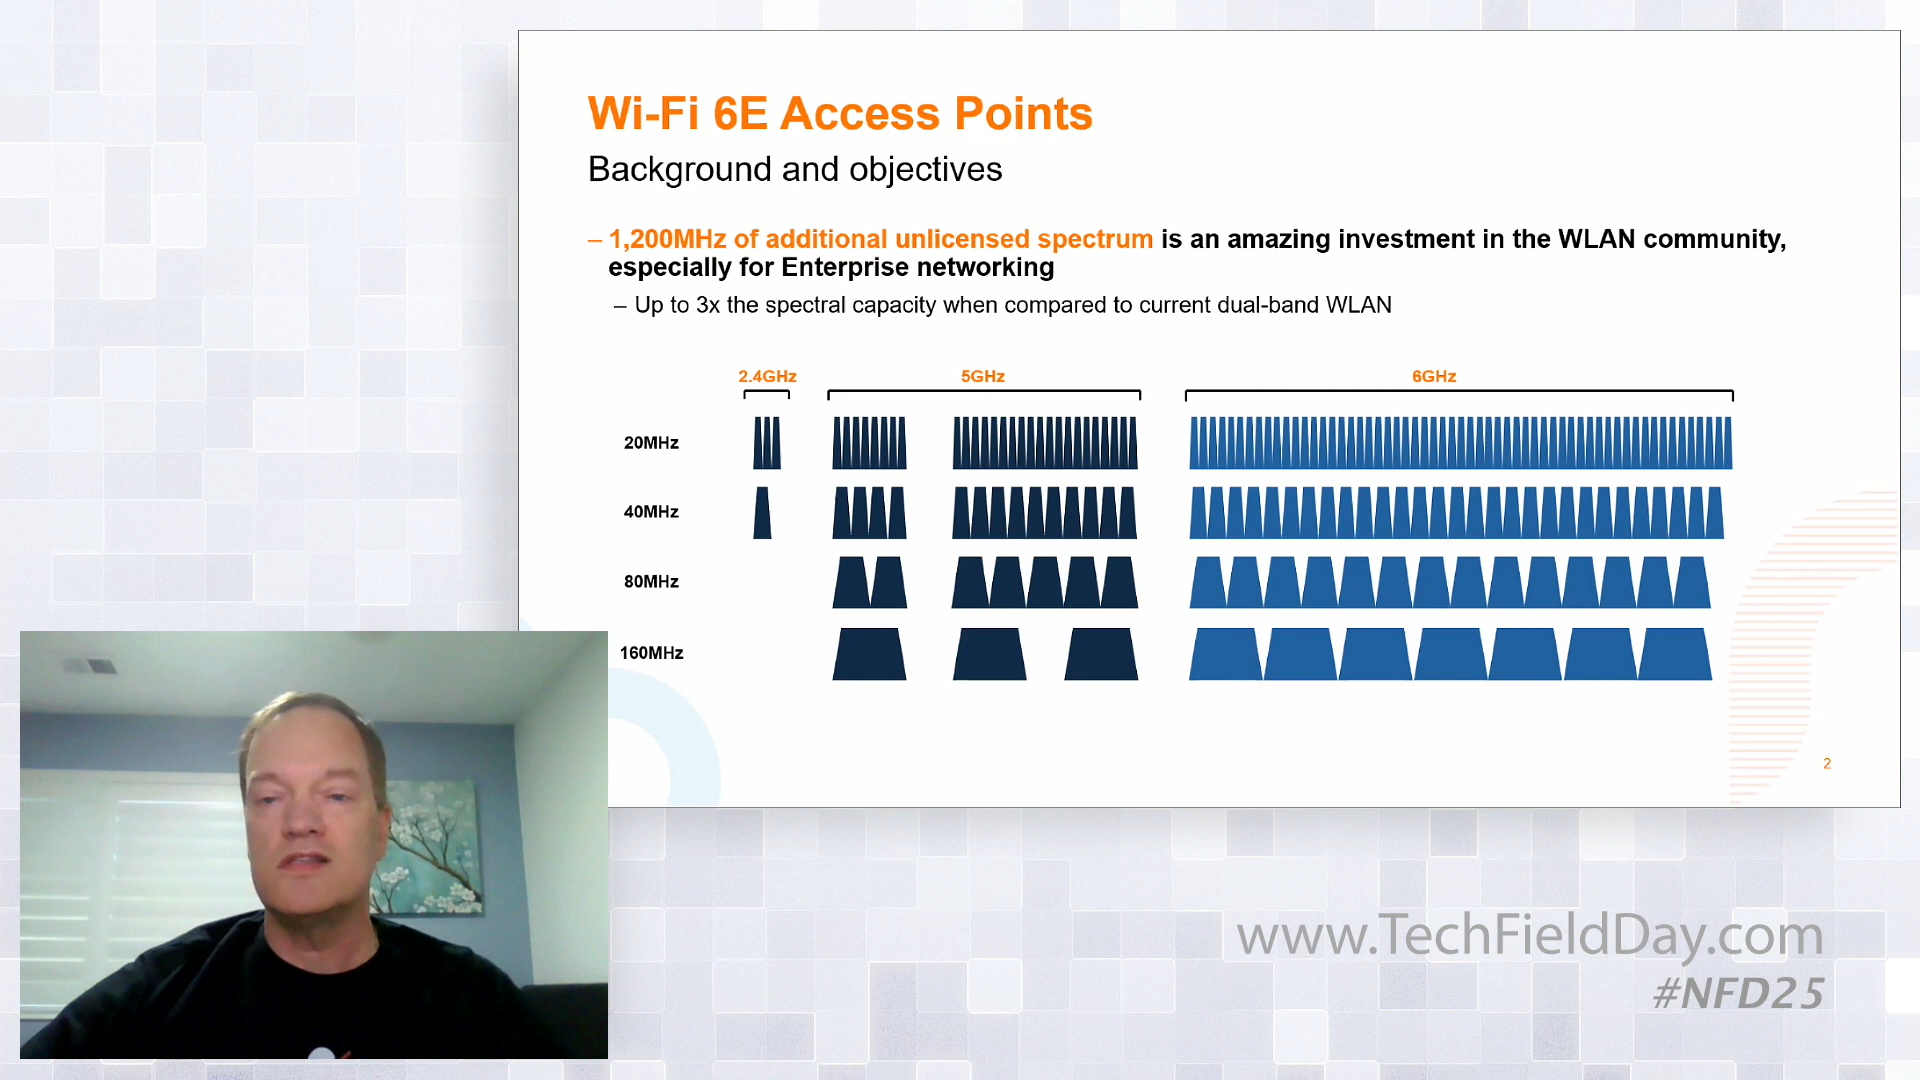 Wi-Fi 6E Access Points
Background and objectives
– 1,200MHz of additional unlicensed spectrum is an amazing investment in the WLAN community,
especially for Enterprise networking
– Up to 3x the spectral capacity when compared to current dual-band WLAN
2.4GHz 5GHz 6GHz
20MHz
40MHz
80MHz
160MHz
2
www.TechFieldDay.com
#NFD25